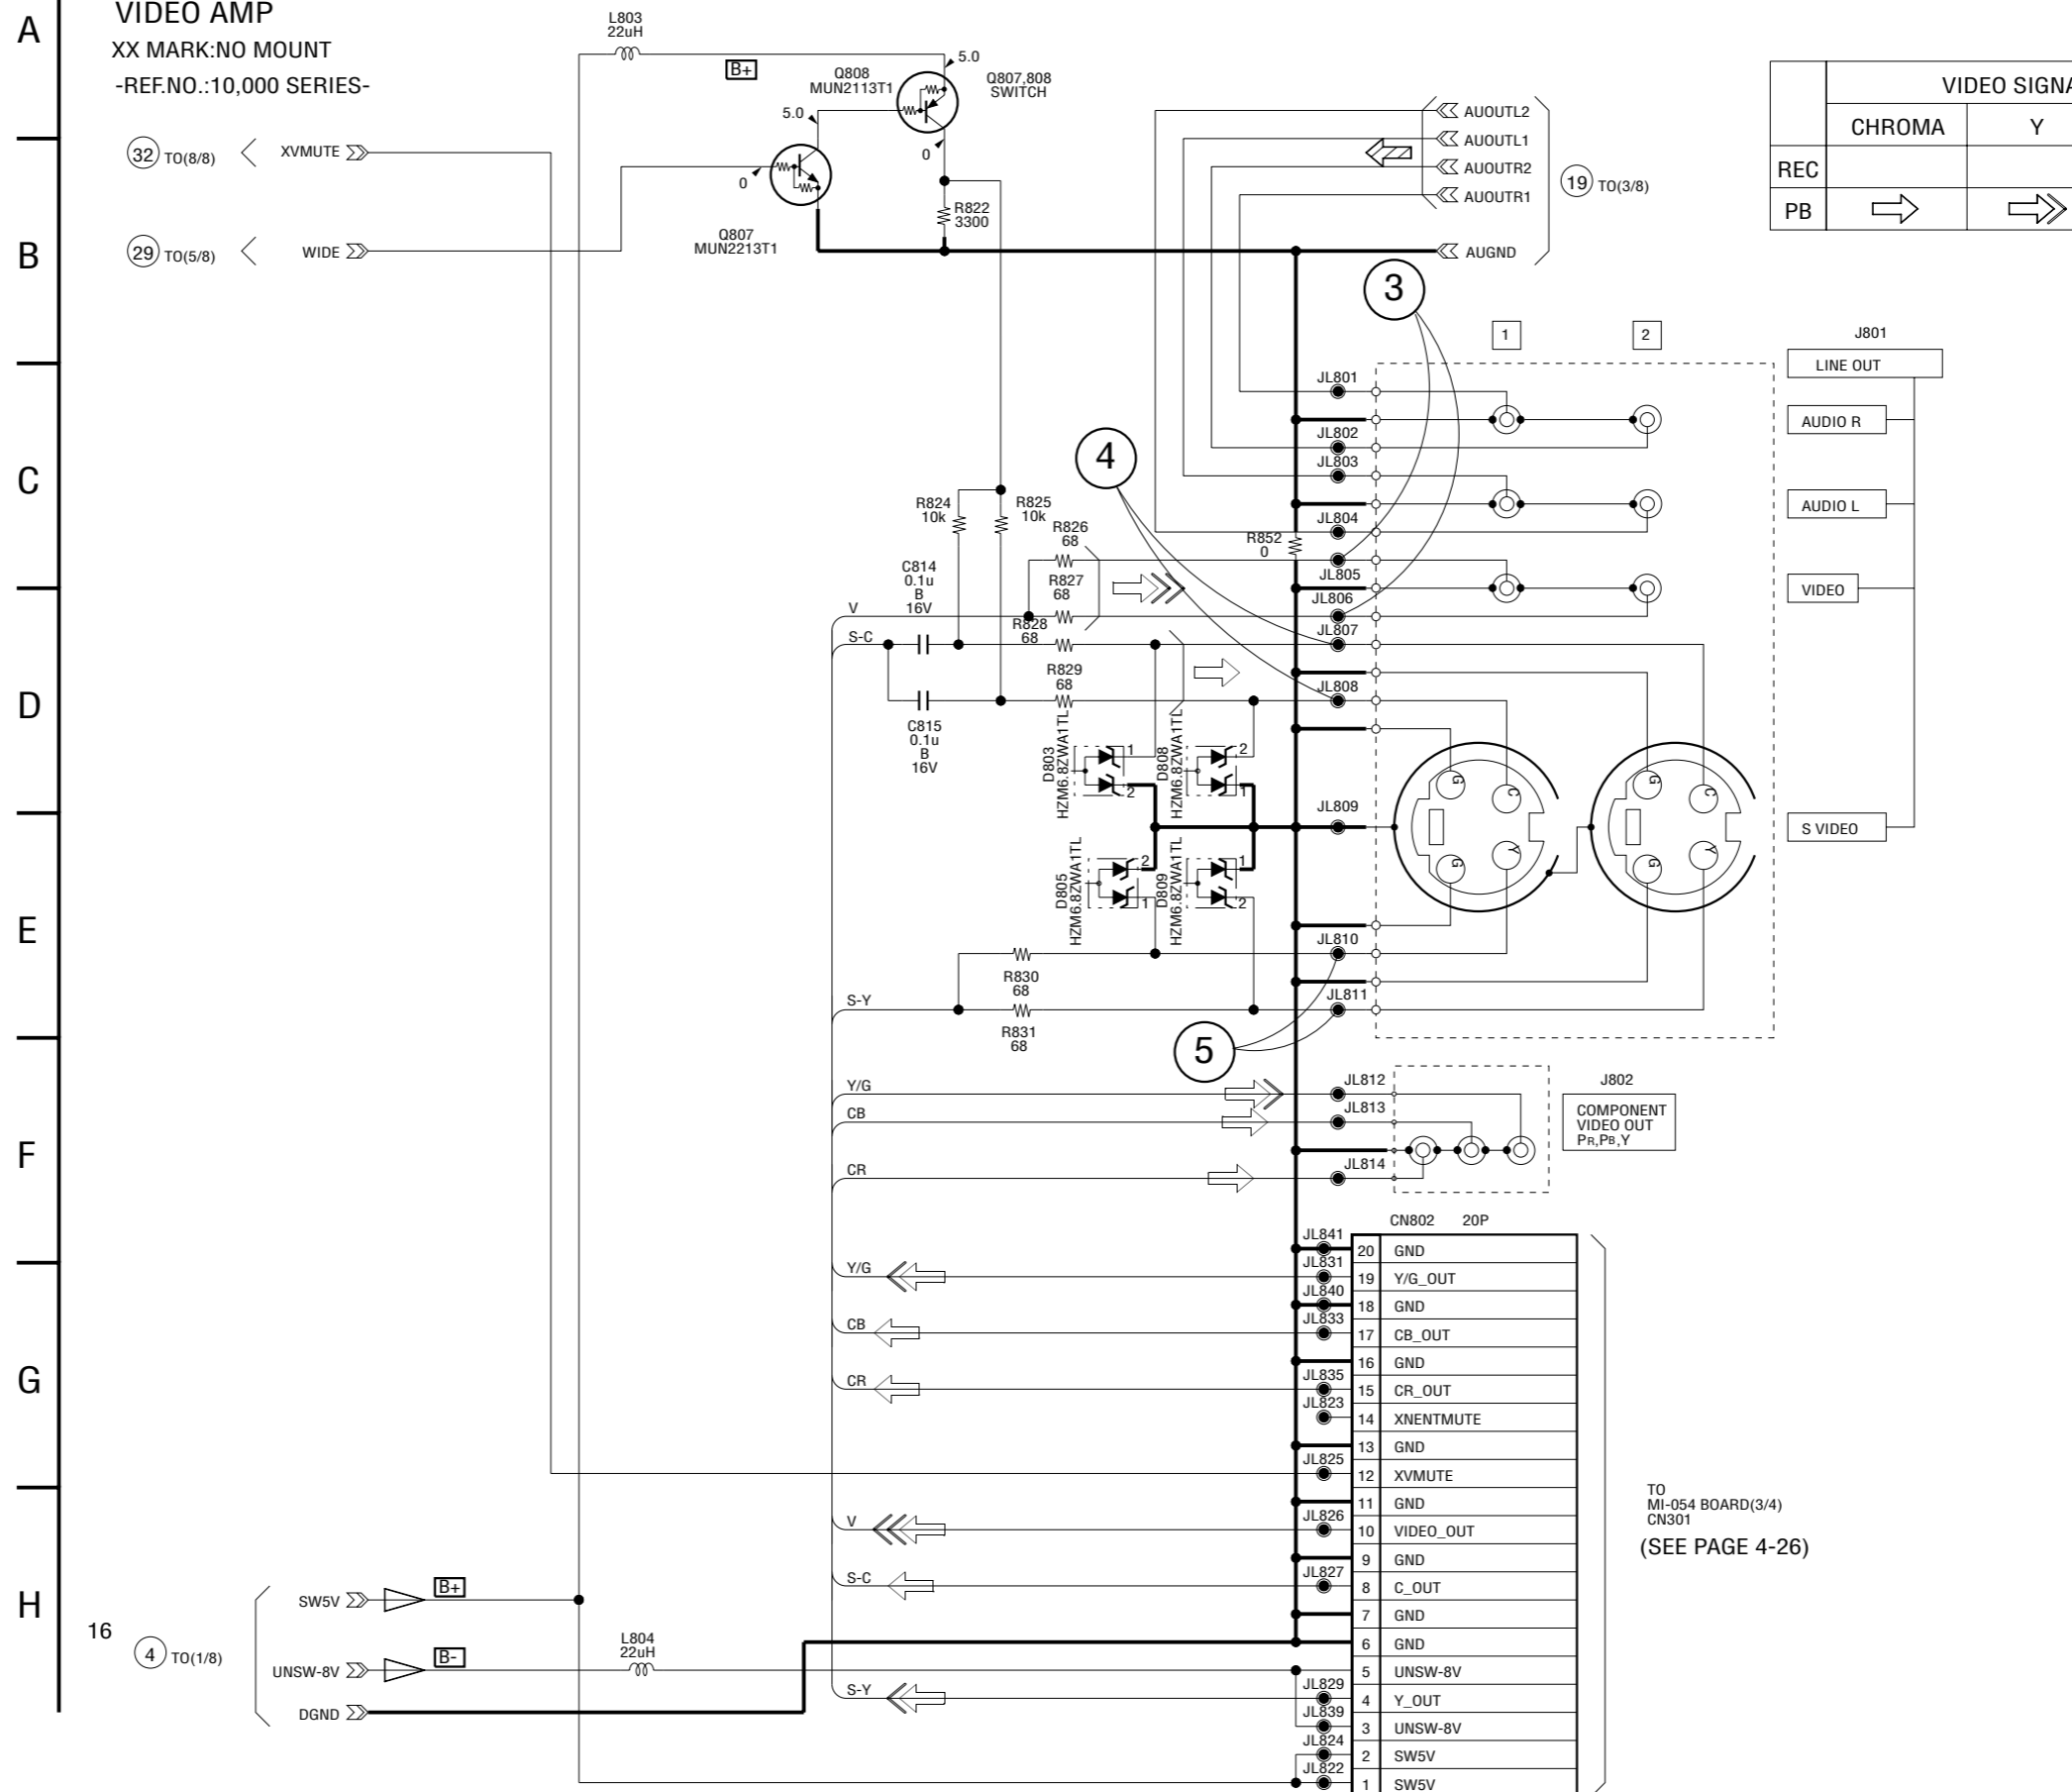 A
VIDEO AMP
XX MARK:NO MOUNT
-REF.NO.:10,000 SERIES-
L803
22uH
B+
5.0
Q808
MUN2113T1
Q807,808
SWITCH
5.0
0
0
Q807
MUN2213T1
R822
3300
32 TO(8/8)
XVMUTE
29 TO(5/8)
WIDE
B
AUOUTL2
AUOUTL1
AUOUTR2
AUOUTR1
AUGND
19 TO(3/8)
VIDEO SIGNA
CHROMA
Y
REC
PB
3
1
2
J801
LINE OUT
AUDIO R
AUDIO L
VIDEO
S VIDEO
C
4
JL801
JL802
JL803
JL804
R852
0
JL805
JL806
JL807
JL808
R824
10k
R825
10k
R826
68
R827
68
C814
0.1u
B
16V
V
R828
68
S-C
R829
68
C815
0.1u
B
16V
D
D803
HZM6.8ZWA1TL
1
2
D808
HZM6.8ZWA1TL
2
1
JL809
G
C
G
Y
G
C
G
Y
D805
HZM6.8ZWA1TL
2
1
D809
HZM6.8ZWA1TL
1
2
E
JL810
R830
68
S-Y
R831
68
JL811
5
Y/G
JL812
CB
JL813
CR
JL814
J802
COMPONENT
VIDEO OUT
PR,PB,Y
F
CN802 20P
JL841
20 GND
Y/G
JL831
19 Y/G_OUT
JL840
18 GND
CB
JL833
17 CB_OUT
16 GND
G
CR
JL835
15 CR_OUT
JL823
14 XNENTMUTE
13 GND
JL825
12 XVMUTE
11 GND
V
JL826
10 VIDEO_OUT
9 GND
S-C
JL827
8 C_OUT
7 GND
6 GND
5 UNSW-8V
S-Y
JL829
4 Y_OUT
JL839
3 UNSW-8V
JL824
2 SW5V
JL822
1 SW5V
TO
MI-054 BOARD(3/4)
CN301
(SEE PAGE 4-26)
H
16
4 TO(1/8)
SW5V
B+
UNSW-8V
B-
L804
22uH
DGND